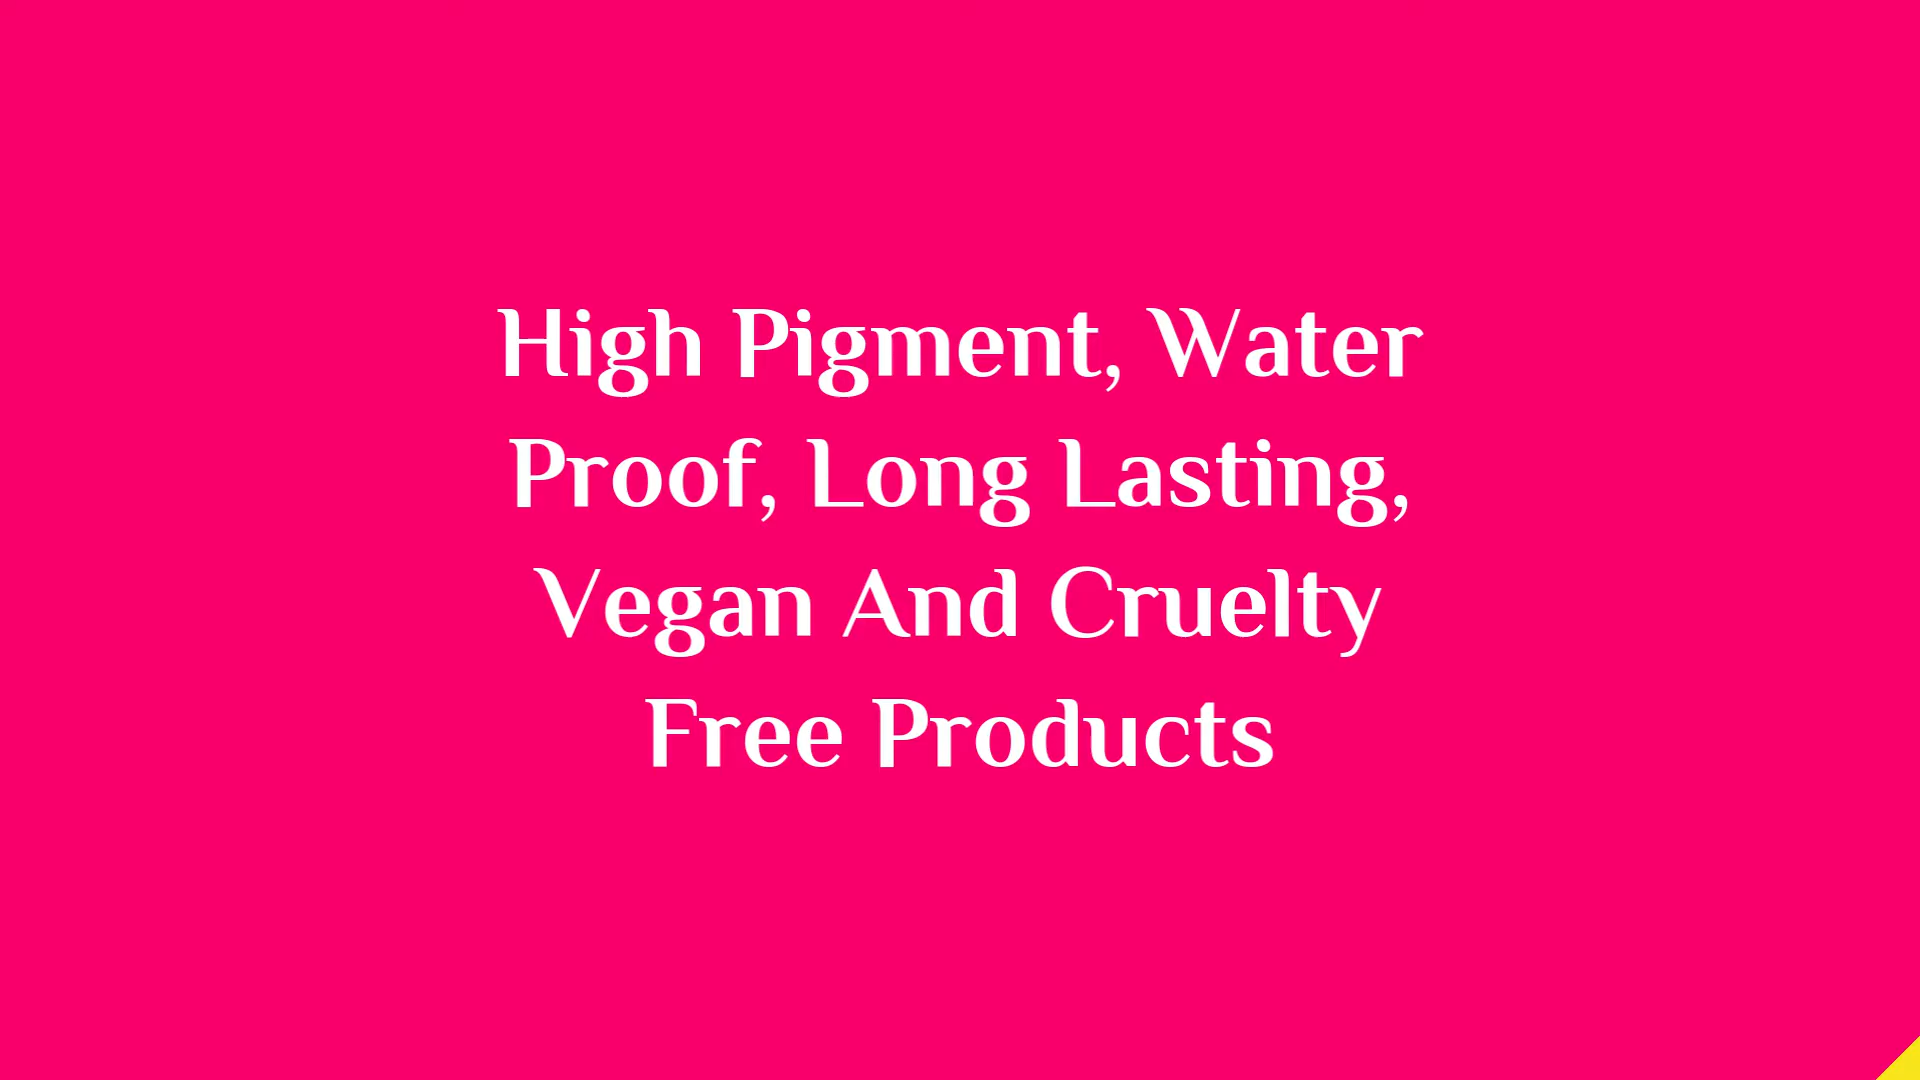 High Pigment, Water
Proof, Long Lasting,
Vegan And Cruelty
Free Products